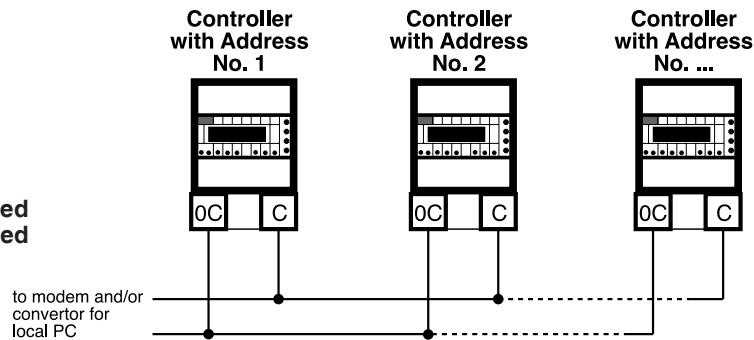 Controller
with Address
No. 1
Controller
with Address
No. 2
Controller
with Address
No. ...
0C
C
0C
C
0C
C
ed
ed
to modem and/or
convertor for
local PC